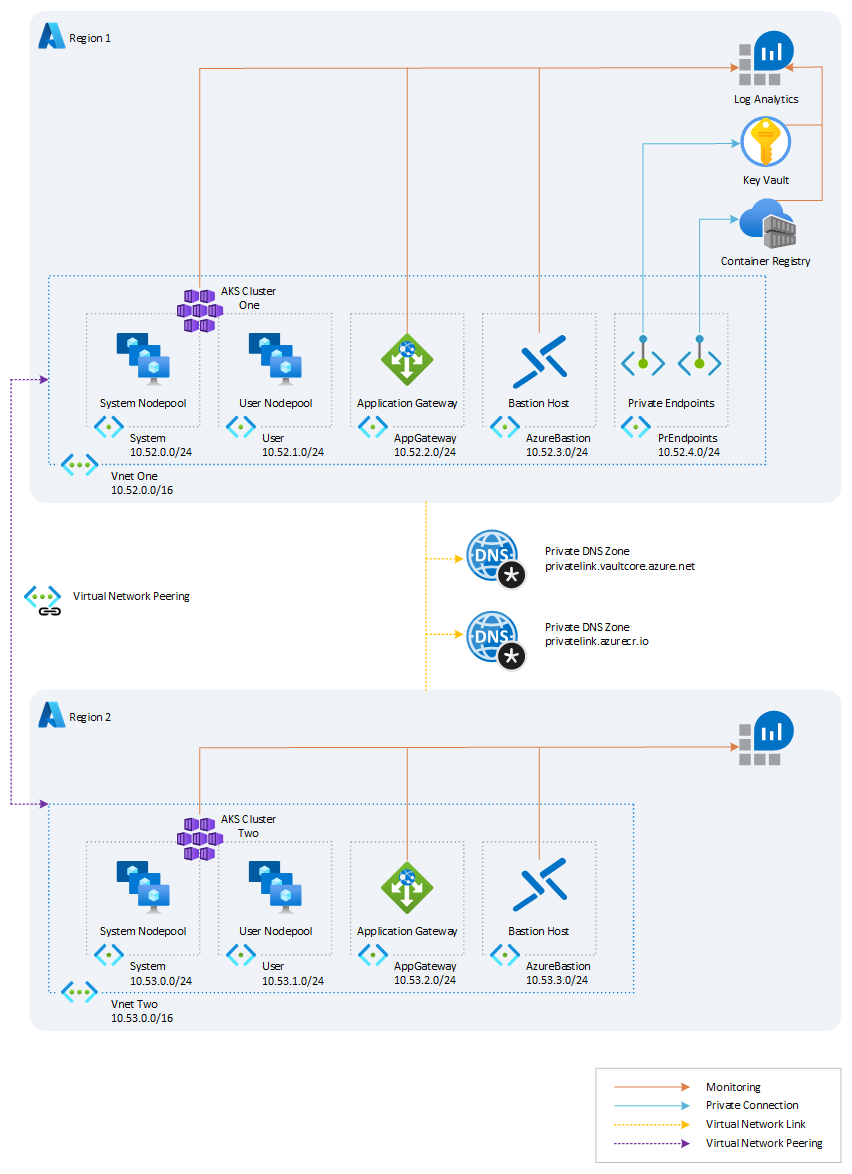 Region 1
Log Analytics
Key Vault
Container Registry
AKS Cluster
One
System Nodepool
User Nodepool
Application Gateway
Bastion Host
Private Endpoints
System
10.52.0.0/24
User
10.52.1.0/24
AppGateway
10.52.2.0/24
AzureBastion
10.52.3.0/24
PrEndpoints
10.52.4.0/24
Vnet One
10.52.0.0/16
DNS
Private DNS Zone
privatelink.vaultcore.azure.net
Virtual Network Peering
DNS
Private DNS Zone
privatelink.azurecr.io
Region 2
AKS Cluster
Two
System Nodepool
User Nodepool
Application Gateway
Bastion Host
System
10.53.0.0/24
User
10.53.1.0/24
AppGateway
10.53.2.0/24
AzureBastion
10.53.3.0/24
Vnet Two
10.53.0.0/16
Monitoring
Private Connection
Virtual Network Link
Virtual Network Peering